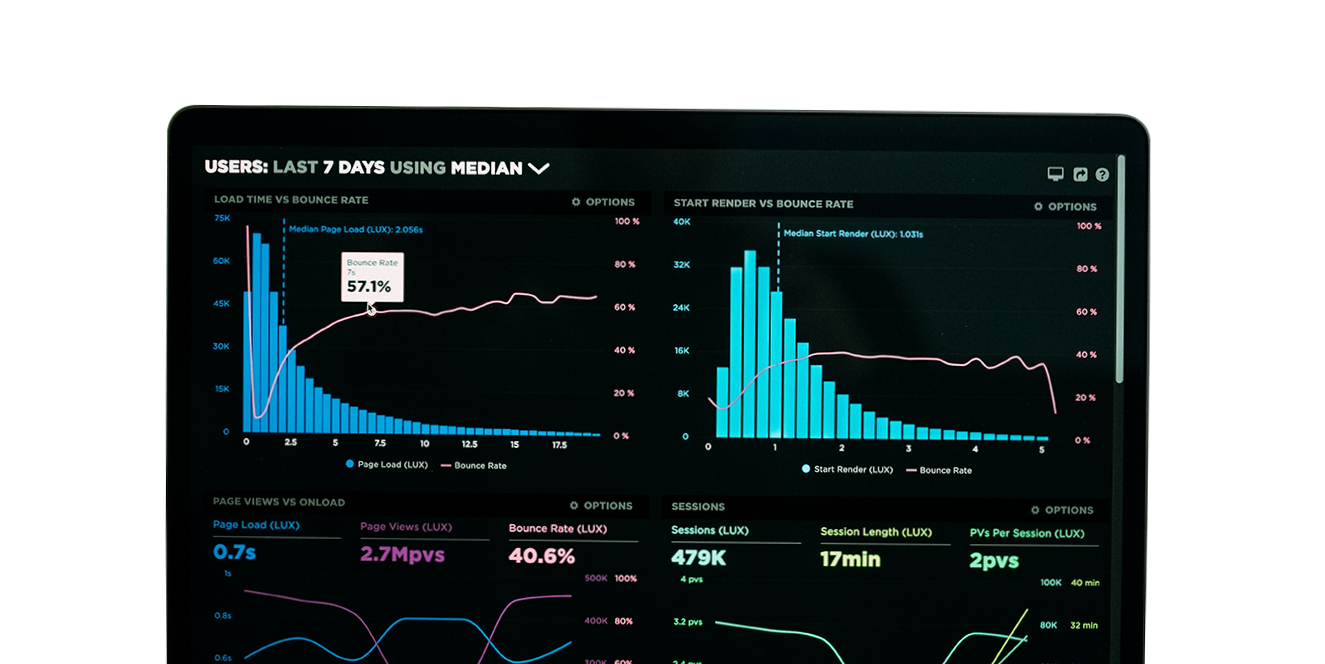 USERS: LAST 7 DAYS USING MEDIAN
LOAD TIME VS BOUNCE RATE
OPTIONS
75K
60K
45K
30K
15K
0
Median Page Load (LUX): 2.056s
Bounce Rate
7s
57.1%
100 %
80 %
60 %
40 %
20 %
0 %
0 2.5 5 7.5 10 12.5 15 17.5
Page Load (LUX) Bounce Rate
START RENDER VS BOUNCE RATE
OPTIONS
40K
32K
24K
16K
8K
0
Median Start Render (LUX): 1.031s
100 %
80 %
60 %
40 %
20 %
0 %
0 1 2 3 4 5
Start Render (LUX) Bounce Rate
PAGE VIEWS VS ONLOAD
OPTIONS
Page Load (LUX)
0.7s
Page Views (LUX)
2.7Mpvs
Bounce Rate (LUX)
40.6%
1s
0.8s
0.6s
500K 100%
400K 80%
300K 60%
SESSIONS
OPTIONS
Sessions (LUX)
479K
Session Length (LUX)
17min
PVs Per Session (LUX)
2pvs
4 pvs
3.2 pvs
2.4 pvs
100K 40 min
80K 32 min